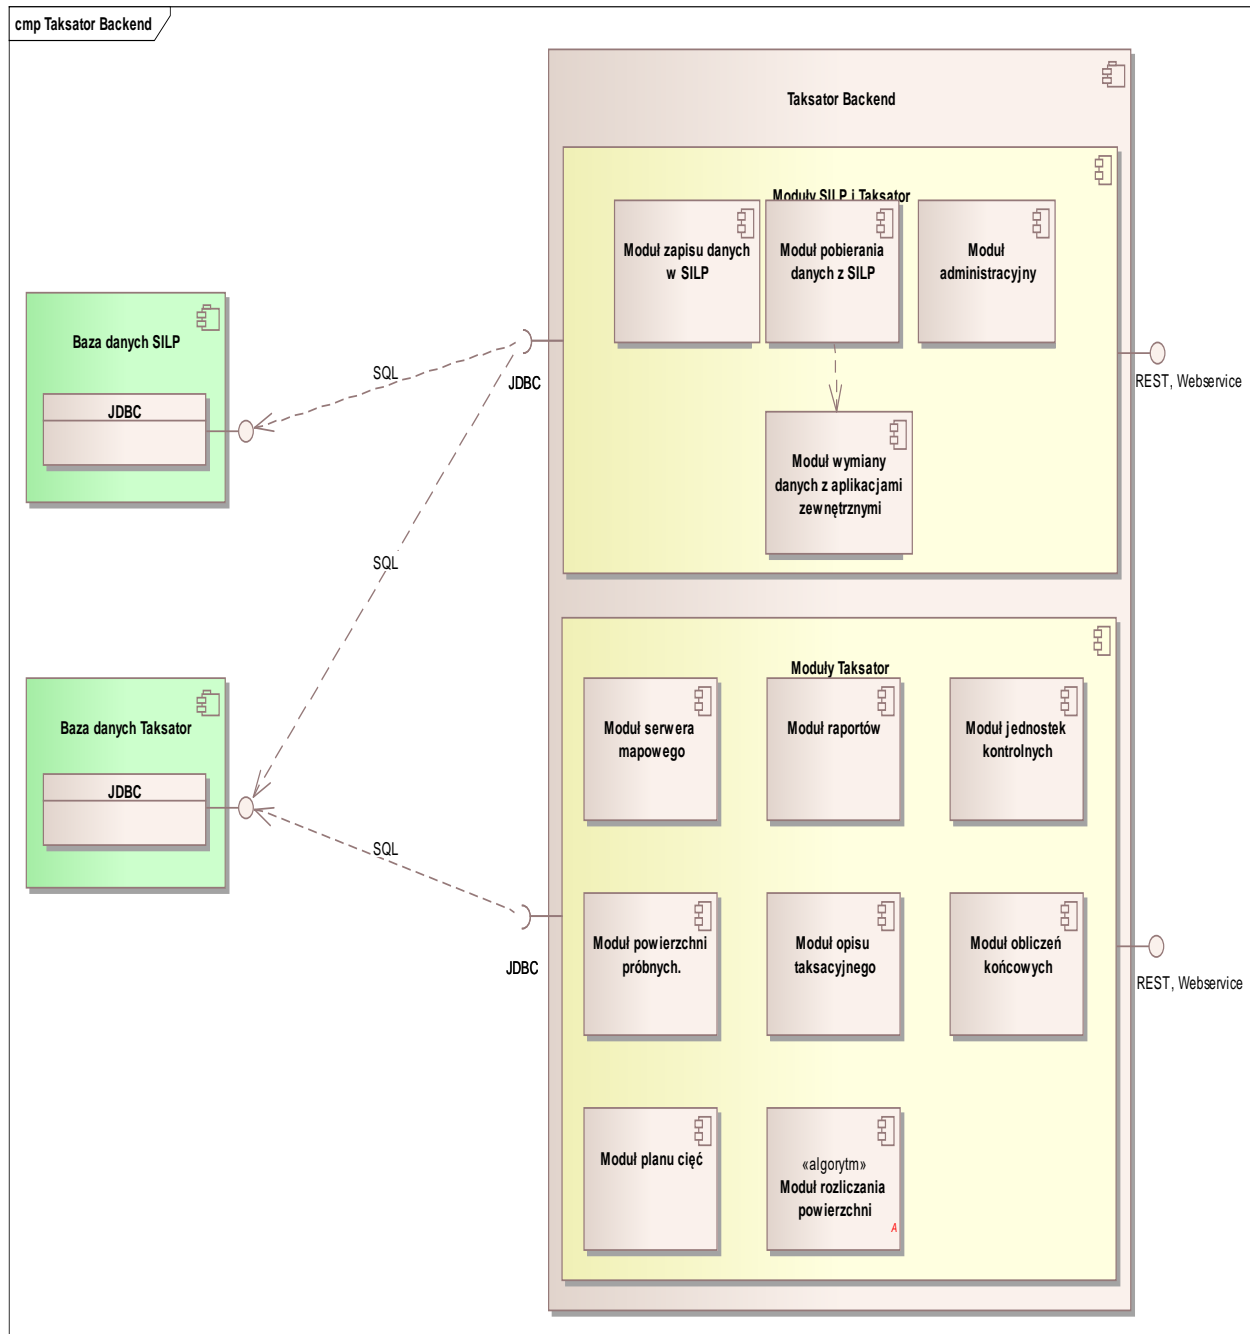 cmp Taksator Backend
Taksator Backend
Moduły SILP i Taksator
Moduł zapisu danych
w SILP
Moduł pobierania
danych z SILP
Moduł
administracyjny
Moduł wymiany
danych z aplikacjami
zewnętrznymi
Baza danych SILP
JDBC
SQL
JDBC
REST, Webservice
SQL
Baza danych Taksator
JDBC
SQL
JDBC
Moduły Taksator
Moduł serwera
mapowego
Moduł raportów
Moduł jednostek
kontrolnych
Moduł powierzchni
próbnych.
Moduł opisu
taksacyjnego
Moduł obliczeń
końcowych
REST, Webservice
Moduł planu cięć
«algorytm»
Moduł rozliczania
powierzchni
A